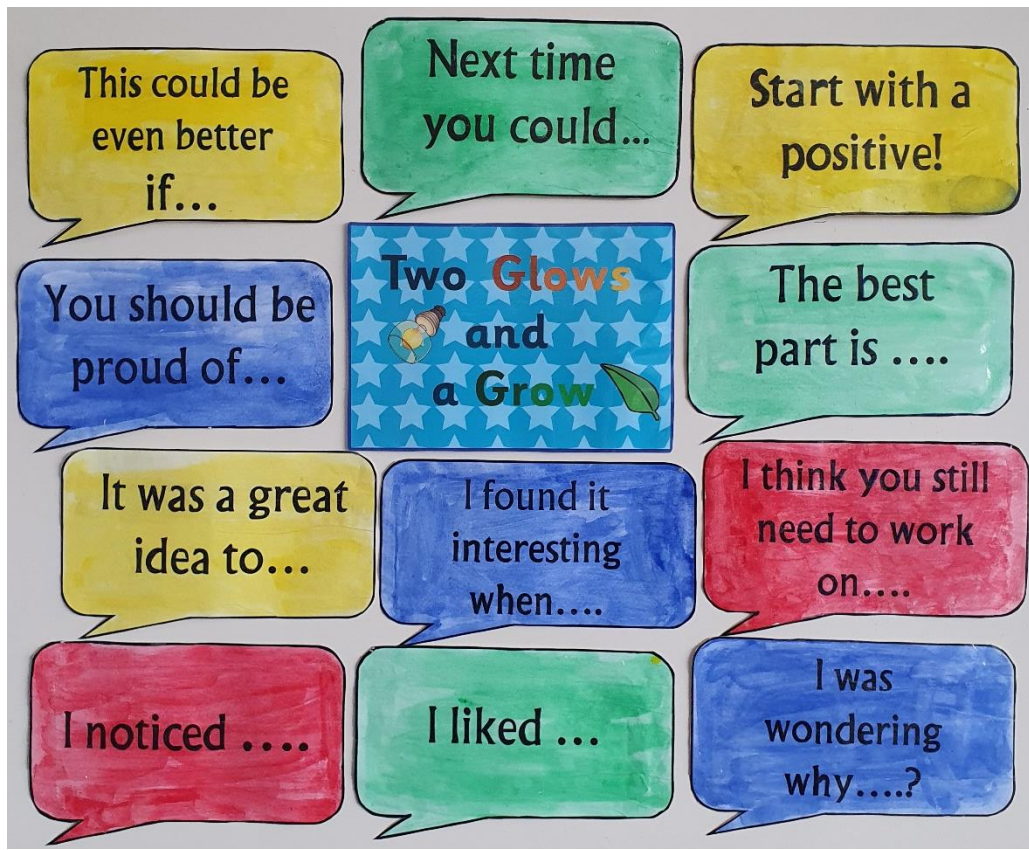 This could be
even better
if...
Next time
you could...
Start with a
positive!
You should be
proud of...
Two Glows
and
a Grow
The best
part is ....
It was a great
idea to...
I found it
interesting
when....
I think you still
need to work
on....
I noticed ....
I liked ...
I was
wondering
why....?